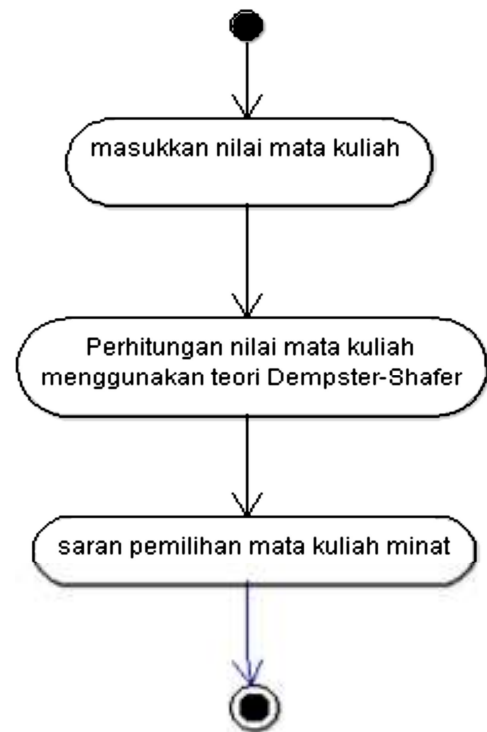 masukkan nilai mata kuliah
Perhitungan nilai mata kuliah
menggunakan teori Dempster-Shafer
saran pemilihan mata kuliah minat